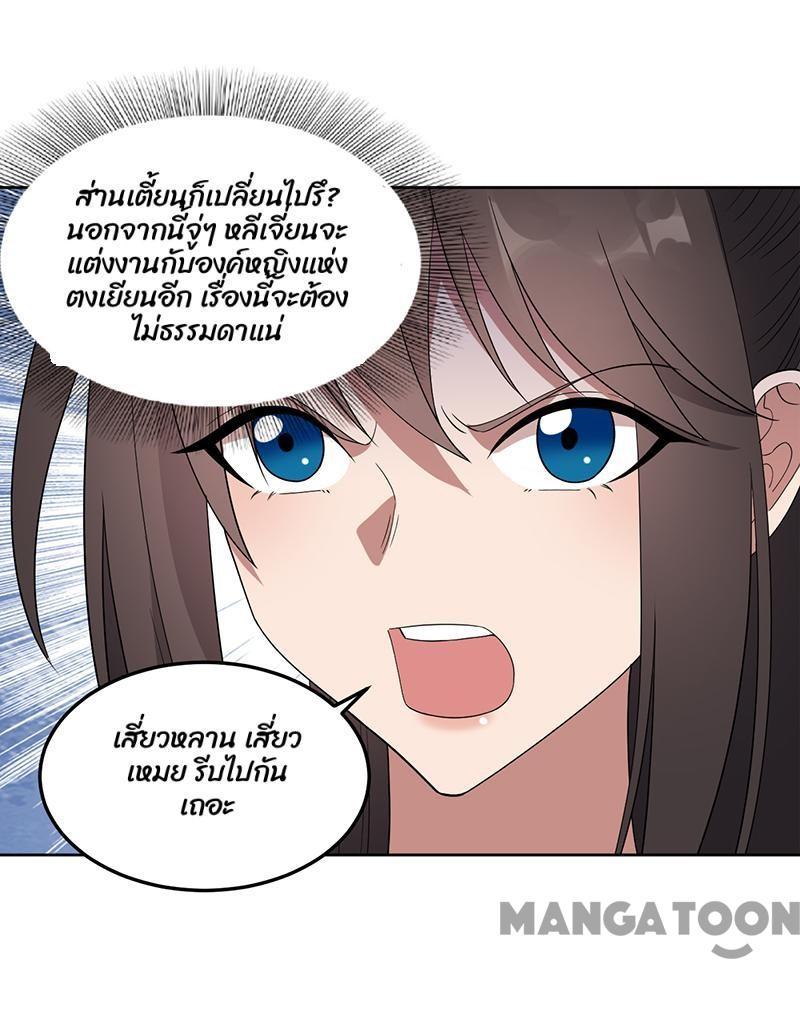 ส่านเตี้ยนก็เปลี่ยนไปรึ?
นอกจากนี้จู่ๆ หลีเจี่ยนจะ
แต่งงานกับองค์หญิงแห่ง
ตงเยียนอีก เรื่องนี้จะต้อง
ไม่ธรรมดาแน่
เสี่ยวหลาน เสี่ยว
เหมย รีบไปกัน
เถอะ
MANGATOON